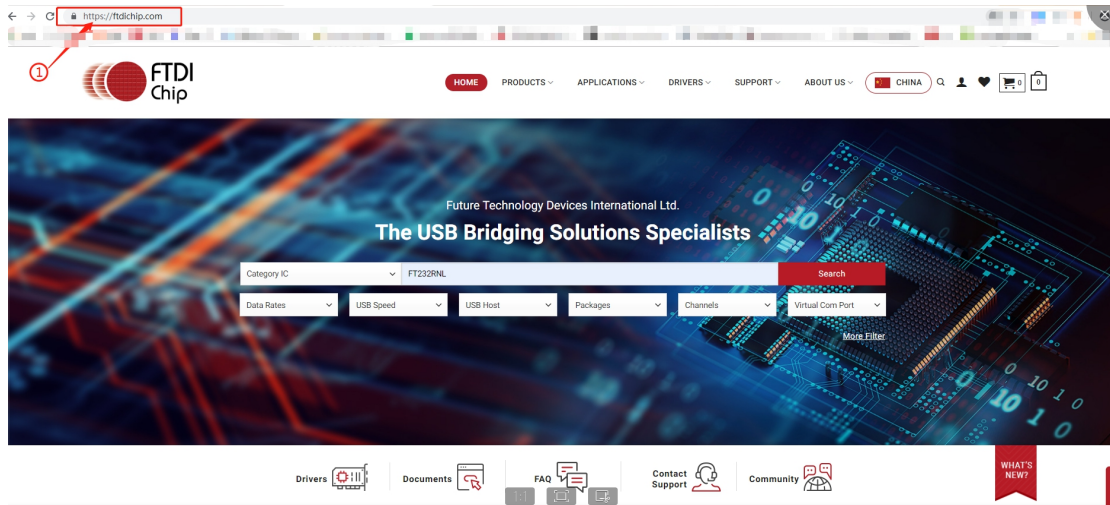 https://ftdichip.com
1
FTDI
Chip
HOME PRODUCTS APPLICATIONS DRIVERS SUPPORT ABOUT US CHINA 0 0
Future Technology Devices International Ltd.
The USB Bridging Solutions Specialists
Category IC FT232RNL Search
Data Rates USB Speed USB Host Packages Channels Virtual Com Port
More Filter
Drivers Documents FAQ Contact Support Community
WHAT'S
NEW?